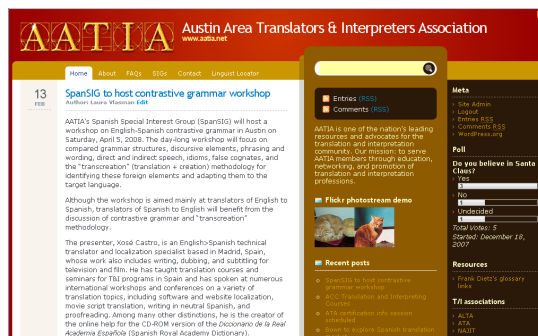 AATIA
Austin Area Translators & Interpreters Association
www.aatia.net
Home
About
FAQs
SIGs
Contact
Linguist Locator
13
FEB
SpanSIG to host contrastive grammar workshop
Author: Laura Vlasman Edit
AATIA's Spanish Special Interest Group (SpanSIG) will host a
workshop on English-Spanish contrastive grammar in Austin on
Saturday, April 5, 2008. The day-long workshop will focus on
compared grammar structures, discursive elements, phrasing and
wording, direct and indirect speech, idioms, false cognates, and
the "transcreation" (translation + creation) methodology for
identifying these foreign elements and adapting them to the
target language.
Although the workshop is aimed mainly at translators of English to
Spanish, translators of Spanish to English will benefit from the
discussion of contrastive grammar and "transcreation"
methodology.
The presenter, Xosé Castro, is an English>Spanish technical
translator and localization specialist based in Madrid, Spain,
whose work also includes writing, dubbing, and subtitling for
television and film. He has taught translation courses and
seminars for T&I programs in Spain and has spoken at numerous
international workshops and conferences on a variety of
translation topics, including software and website localization,
movie script translation, writing in neutral Spanish, and
proofreading. Among many other distinctions, he is the creator of
the online help for the CD-ROM version of the Diccionario de la Real
Academia Española (Spanish Royal Academy Dictionary).
Entries (RSS)
Comments (RSS)
AATIA is one of the nation's leading
resources and advocates for the
translation and interpretation
community. Our mission: to serve
AATIA members through education,
networking, and promotion of
translation and interpretation
professions.
Flickr photostream demo
Recent posts
SpanSIG to host contrastive
grammar workshop
ACC Translation and Interpreting
Courses
ATA certification info session
scheduled
Down to explore Spanish translation
Meta
Site Admin
Logout
Entries RSS
Comments RSS
WordPress.org
Poll
Do you believe in Santa
Claus?
Yes
No
1
Undecided
1
Total Votes: 5
Started: December 18,
2007
Resources
Frank Dietz's glossary
links
T/I associations
ALTA
ATA
NAJIT